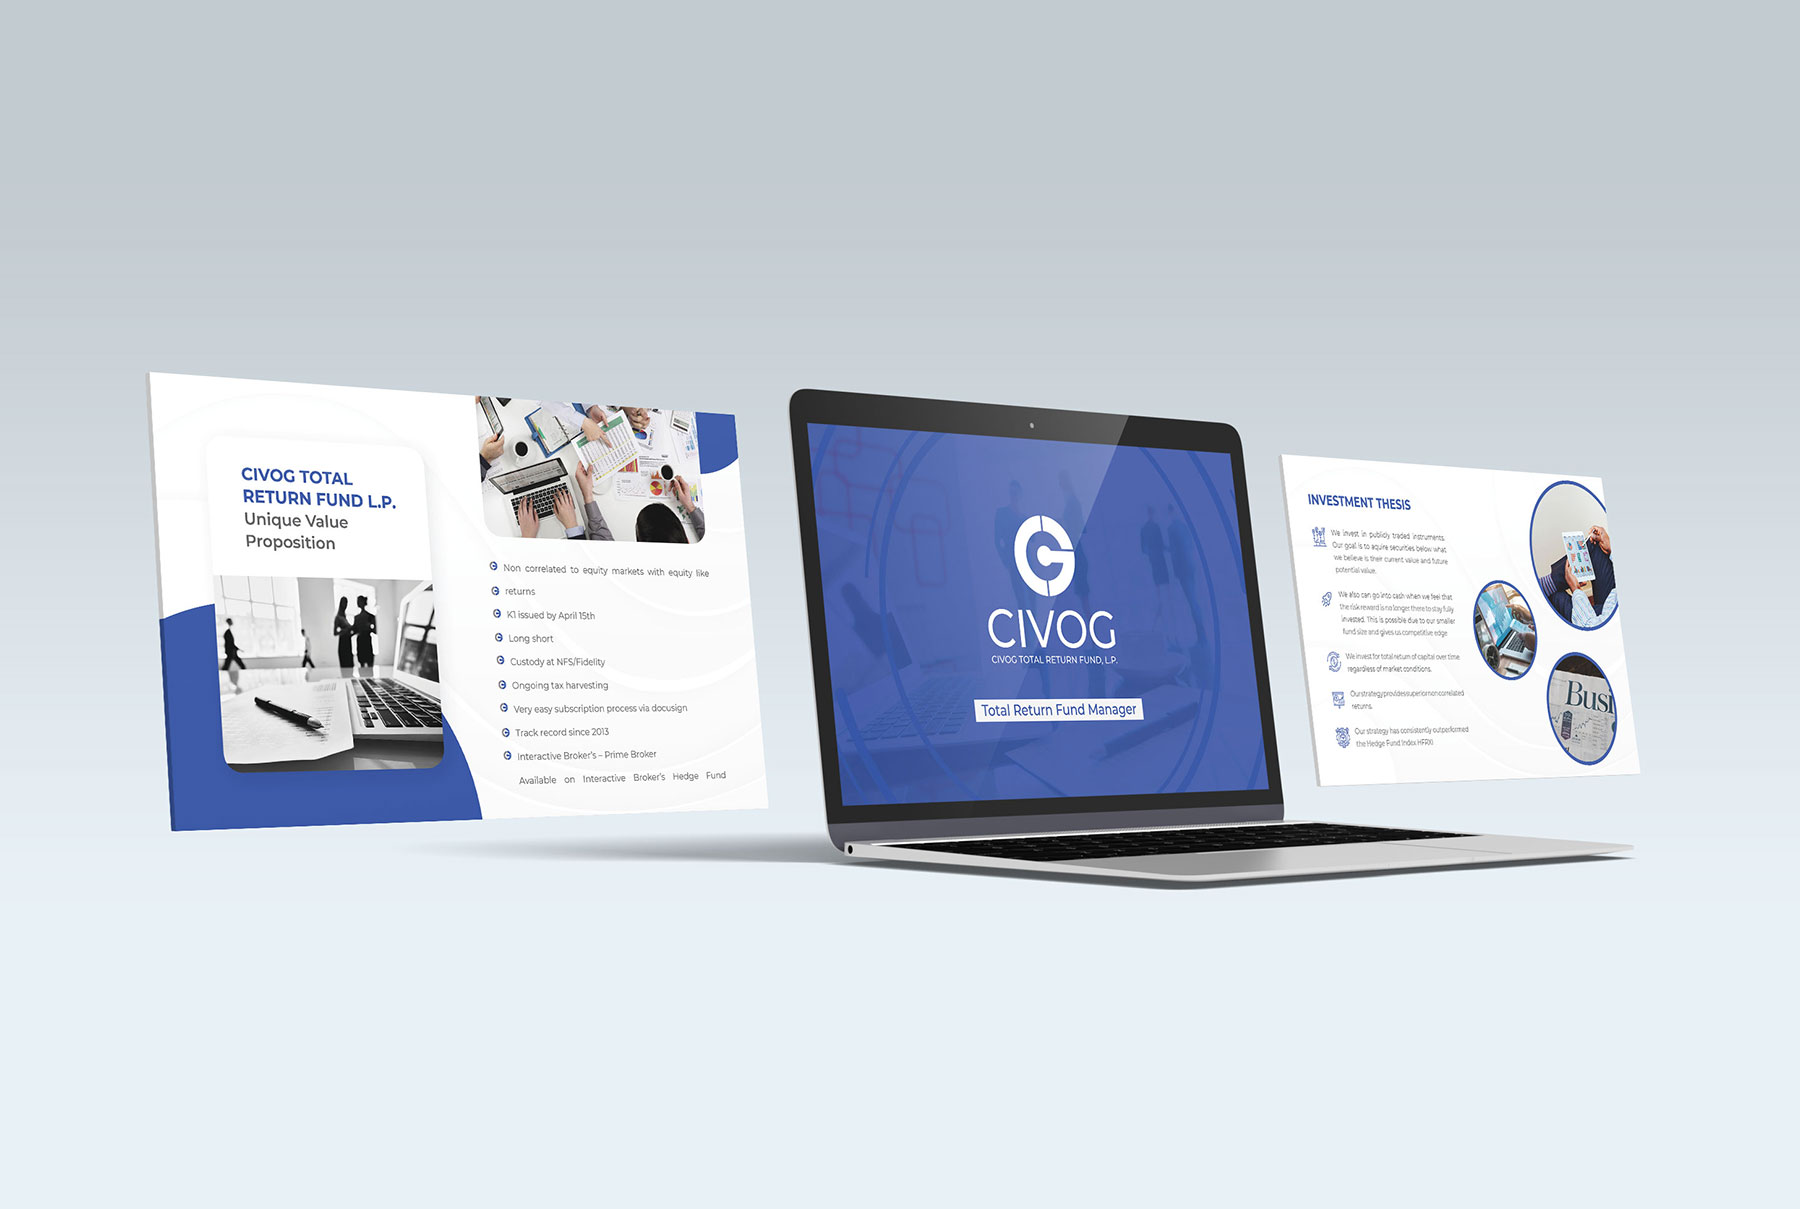 CIVOG TOTAL
RETURN FUND L.P.
Unique Value
Proposition
Non correlated to equity markets with equity like
returns
K1 issued by April 15th
Long short
Custody at NFS/Fidelity
Ongoing tax harvesting
Very easy subscription process via docusign
Track record since 2013
Interactive Broker's – Prime Broker
Available on Interactive Broker's Hedge Fund
CIVOG
CIVOG TOTAL RETURN FUND, L.P.
Total Return Fund Manager
INVESTMENT THESIS
We invest in publicly traded instruments.
Our goal is to aquire securities below what
we believe is their current value and future
potential value.
We also can go into cash when we feel that
the risk reward is no longer there to stay fully
invested. This is possible due to our smaller
fund size and gives us competitive edge
We invest for total return of capital over time
regardless of market conditions.
Our strategy provides superior non correlated
returns.
Our strategy has consistently outperformed
the Hedge Fund Index HFRXI
Busi